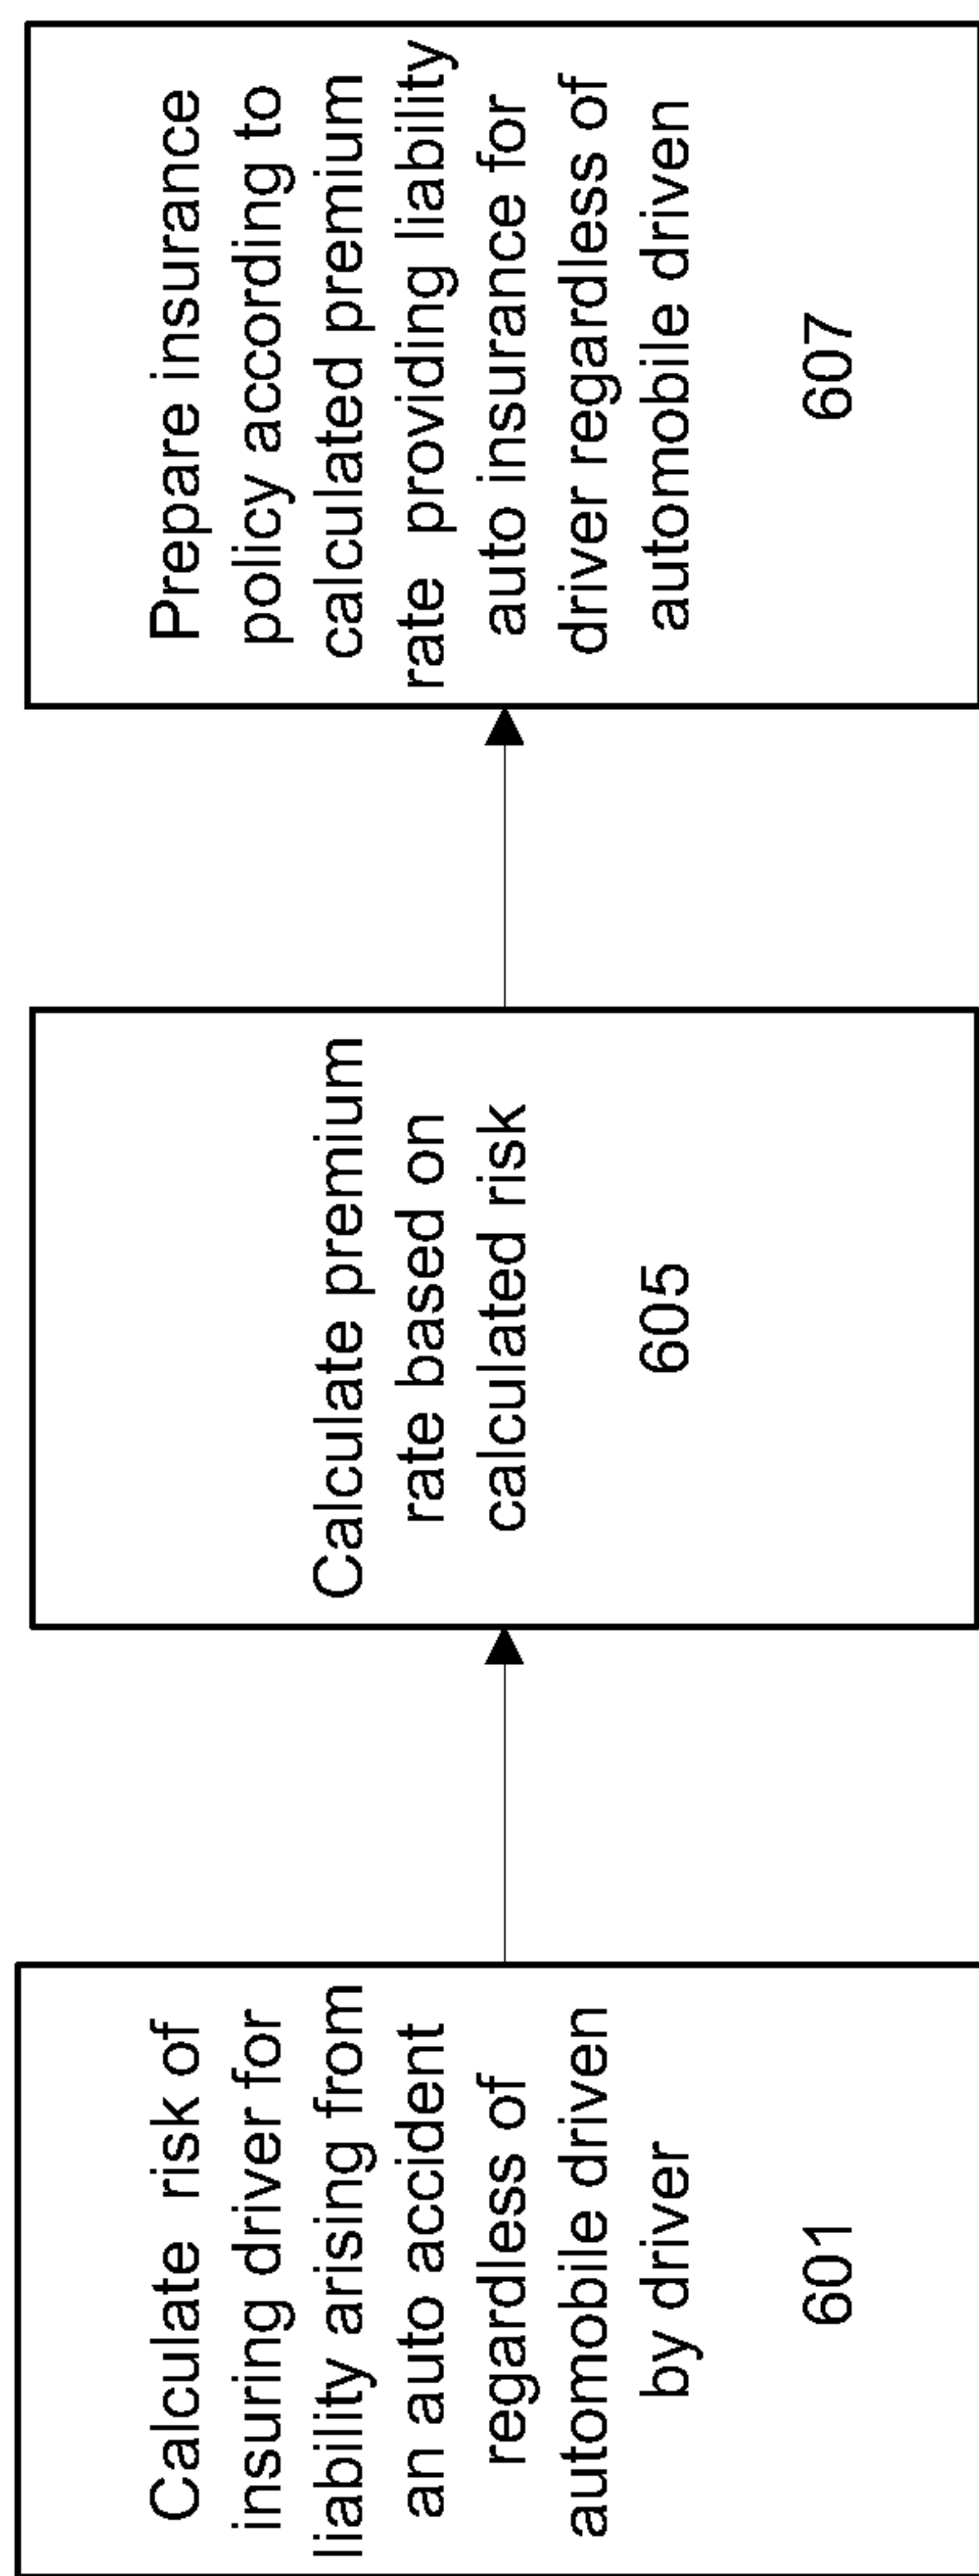 Calculate risk of
insuring driver for
liability arising from
an auto accident
regardless of
automobile driven
by driver
601
Calculate premium
rate based on
calculated risk
605
Prepare insurance
policy according to
calculated premium
rate providing liability
auto insurance for
driver regardless of
automobile driven
607